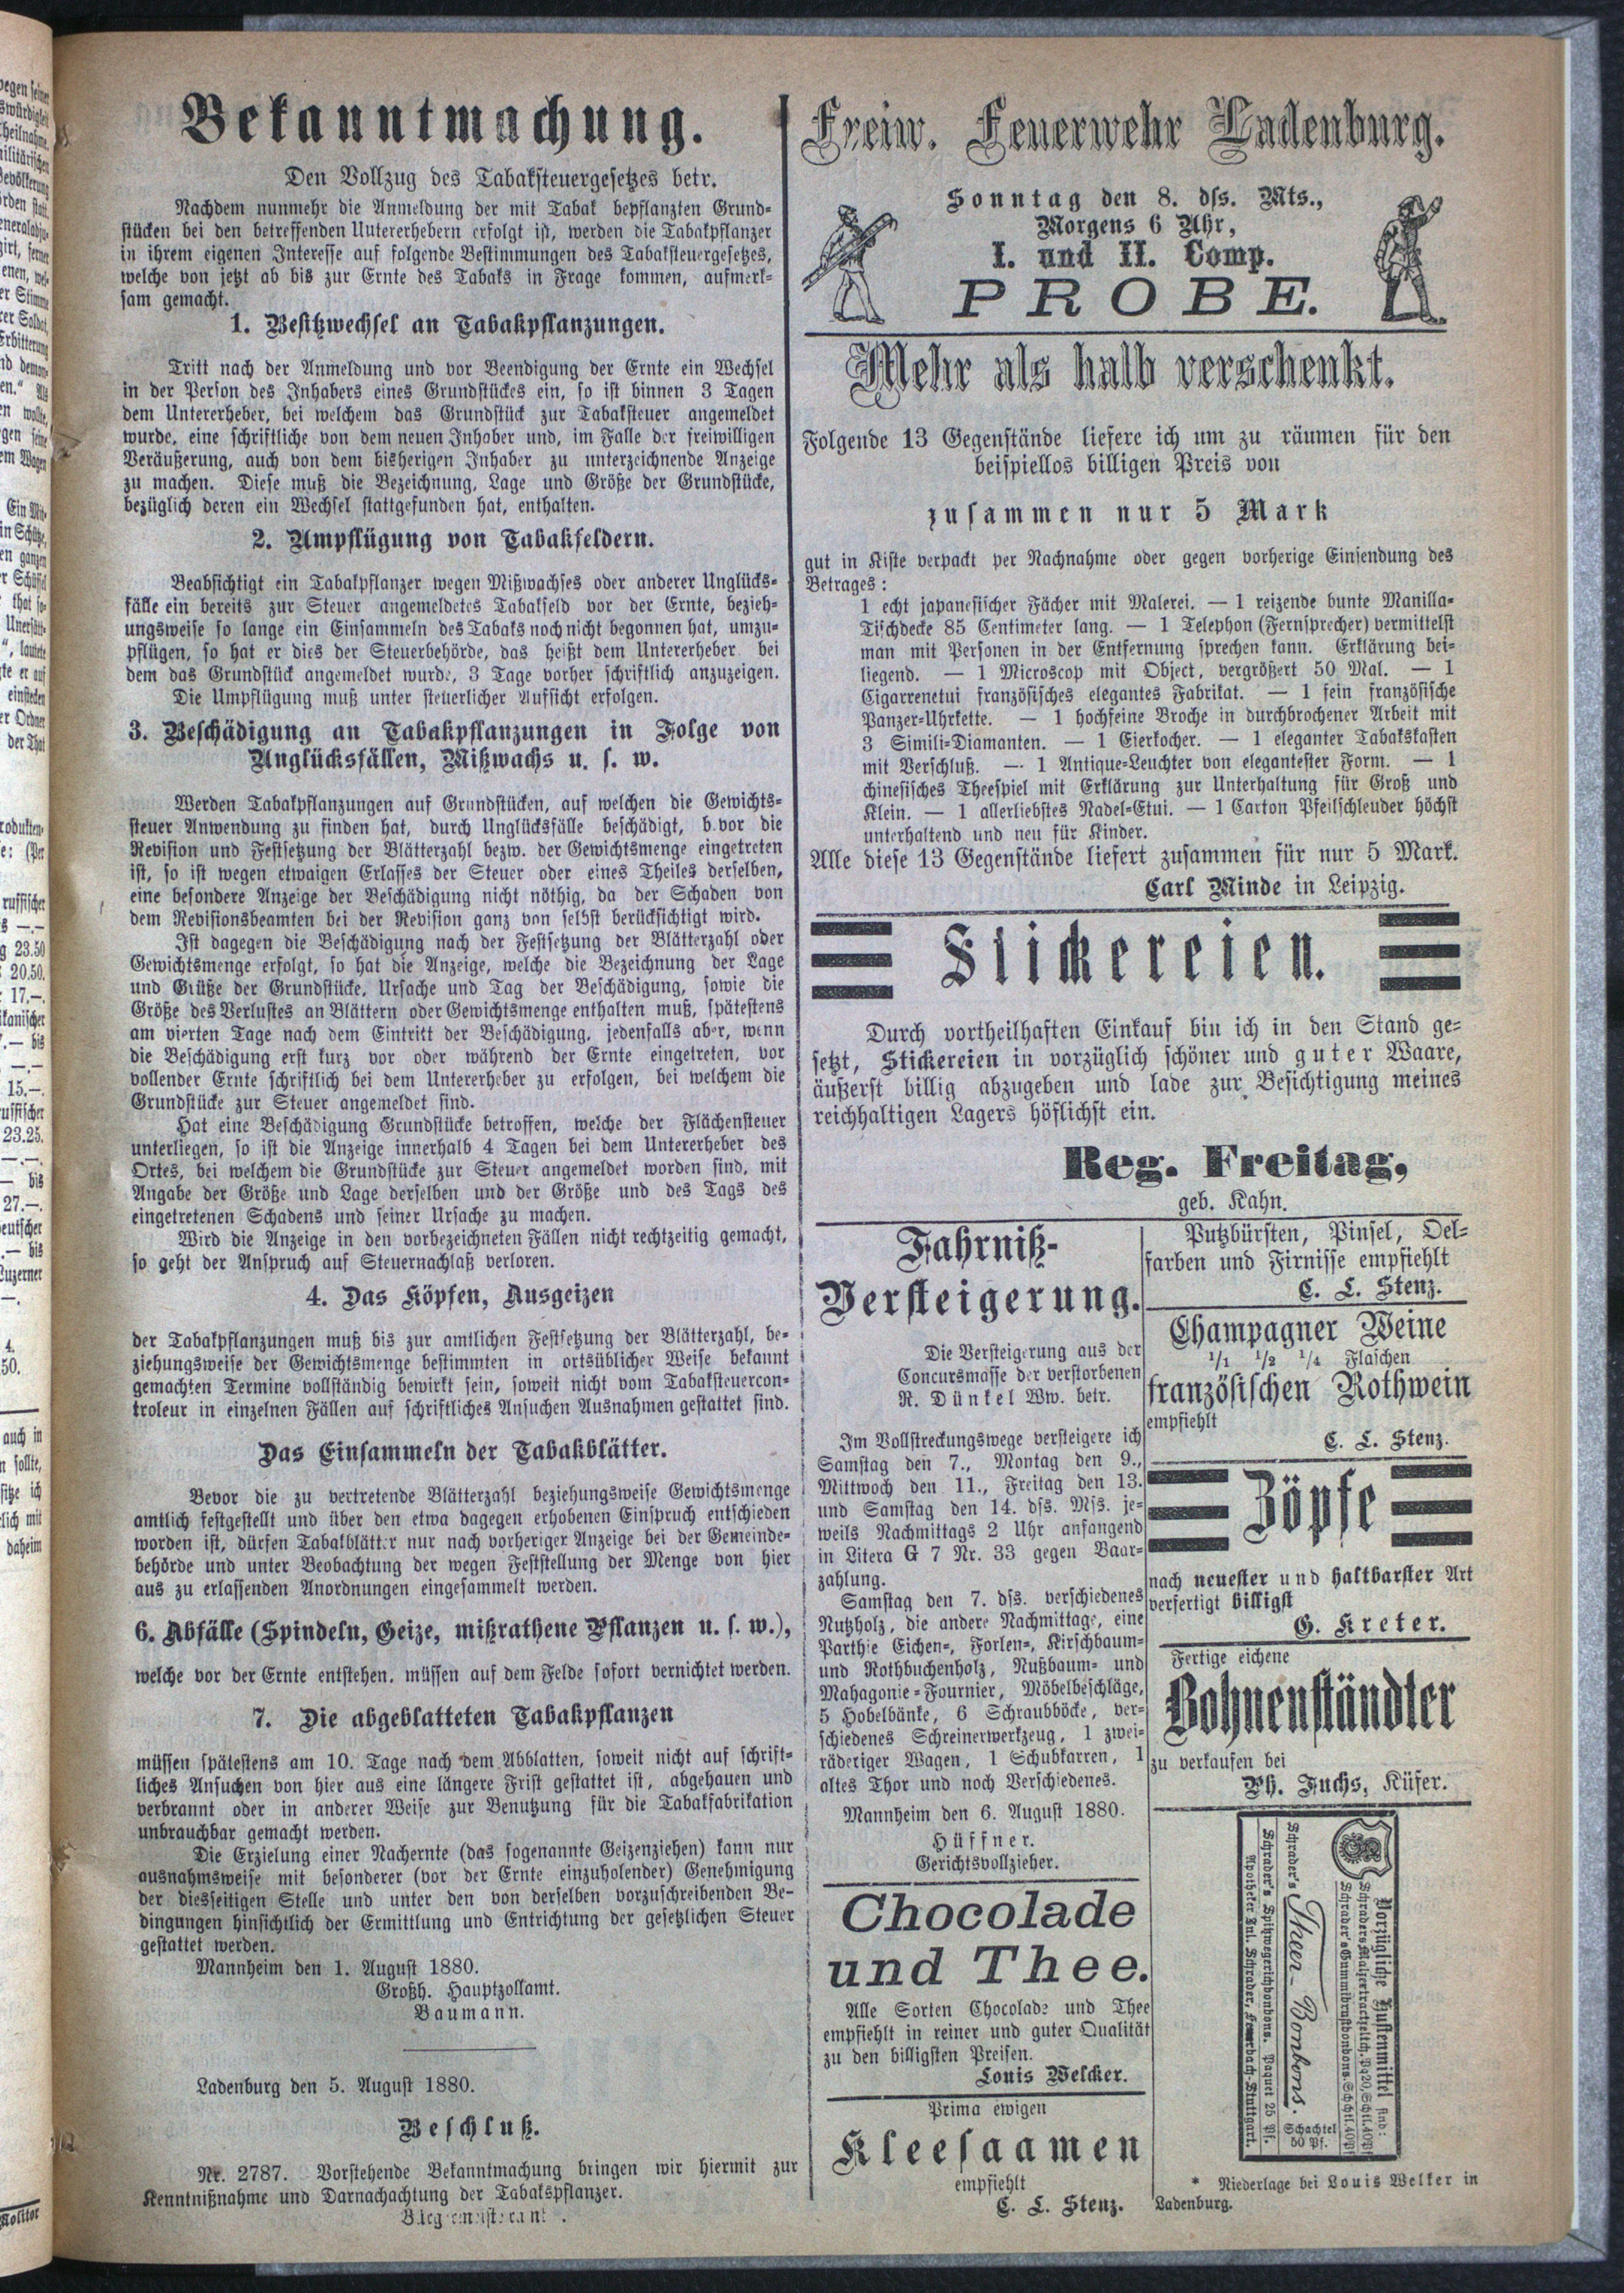 Bekanntmachung.
Den Vollzug des Tabaksteuergesetzes betr.
Nachdem nunmehr die Anmeldung der mit Tabak bepflanzten Grund-
stücken bei den betreffenden Untererhebern erfolgt ist, werden die Tabakpflanzer
in ihrem eigenen Interesse auf folgende Bestimmungen des Tabaksteuergesetzes,
welche von jetzt ab bis zur Ernte des Tabaks in Frage kommen, aufmerk-
sam gemacht.
1. Besitzwechsel an Tabakpflanzungen.
Tritt nach der Anmeldung und vor Beendigung der Ernte ein Wechsel
in der Person des Inhabers eines Grundstückes ein, so ist binnen 3 Tagen
dem Untererheber, bei welchem das Grundstück zur Tabaksteuer angemeldet
wurde, eine schriftliche von dem neuen Inhaber und, im Falle der freiwilligen
Veräußerung, auch von dem bisherigen Inhaber zu unterzeichnende Anzeige
zu machen. Diese muß die Bezeichnung, Lage und Größe der Grundstücke,
bezüglich deren ein Wechsel stattgefunden hat, enthalten.
2. Umpflügung von Tabakfeldern.
Beabsichtigt ein Tabakpflanzer wegen Mißwachses oder anderer Unglücks-
fälle ein bereits zur Steuer angemeldetes Tabakfeld vor der Ernte, bezieh-
ungsweise so lange ein Einsammeln des Tabaks noch nicht begonnen hat, umzu-
pflügen, so hat er dies der Steuerbehörde, das heißt dem Untererheber bei
dem das Grundstück angemeldet wurde, 3 Tage vorher schriftlich anzuzeigen.
Die Umpflügung muß unter steuerlicher Aufsicht erfolgen.
3. Beschädigung an Tabakpflanzungen in Folge von
Unglücksfällen, Mißwachs u. s. w.
Werden Tabakpflanzungen auf Grundstücken, auf welchen die Gewichts-
steuer Anwendung zu finden hat, durch Unglücksfälle beschädigt, b.vor die
Revision und Festsetzung der Blätterzahl bezw. der Gewichtsmenge eingetreten
ist, so ist wegen etwaigen Erlasses der Steuer oder eines Theiles derselben,
eine besondere Anzeige der Beschädigung nicht nöthig, da der Schaden von
dem Revisionsbeamten bei der Revision ganz von selbst berücksichtigt wird.
Ist dagegen die Beschädigung nach der Festsetzung der Blätterzahl oder
Gewichtsmenge erfolgt, so hat die Anzeige, welche die Bezeichnung der Lage
und Größe der Grundstücke, Ursache und Tag der Beschädigung, sowie die
Größe des Verlustes an Blättern oder Gewichtsmenge enthalten muß, spätestens
am vierten Tage nach dem Eintritt der Beschädigung, jedenfalls aber, wenn
die Beschädigung erst kurz vor oder während der Ernte eingetreten, vor
vollender Ernte schriftlich bei dem Untererheber zu erfolgen, bei welchem die
Grundstücke zur Steuer angemeldet sind.
Hat eine Beschädigung Grundstücke betroffen, welche der Flächensteuer
unterliegen, so ist die Anzeige innerhalb 4 Tagen bei dem Untererheber des
Ortes, bei welchem die Grundstücke zur Steuer angemeldet worden sind, mit
Angabe der Größe und Lage derselben und der Größe und des Tags des
eingetretenen Schadens und seiner Ursache zu machen.
Wird die Anzeige in den vorbezeichneten Fällen nicht rechtzeitig gemacht,
so geht der Anspruch auf Steuernachlaß verloren.
4. Das Köpfen, Ausgeizen
der Tabakpflanzungen muß bis zur amtlichen Festsetzung der Blätterzahl, be-
ziehungsweise der Gewichtsmenge bestimmten in ortsüblicher Weise bekannt
gemachten Termine vollständig bewirkt sein, soweit nicht vom Tabaksteuercon-
troleur in einzelnen Fällen auf schriftliches Ansuchen Ausnahmen gestattet sind.
Das Einsammeln der Tabakblätter.
Bevor die zu vertretende Blätterzahl beziehungsweise Gewichtsmenge
amtlich festgestellt und über den etwa dagegen erhobenen Einspruch entschieden
worden ist, dürfen Tabakblätter nur nach vorheriger Anzeige bei der Gemeinde-
behörde und unter Beobachtung der wegen Feststellung der Menge von hier
aus zu erlassenden Anordnungen eingesammelt werden.
6. Abfälle (Spindeln, Geize, mißrathene Pflanzen u. s. w.),
welche vor der Ernte entstehen, müssen auf dem Felde sofort vernichtet werden.
7. Die abgeblatteten Tabakpflanzen
müssen spätestens am 10. Tage nach dem Abblatten, soweit nicht auf schrift-
liches Ansuchen von hier aus eine längere Frist gestattet ist, abgehauen und
verbrannt oder in anderer Weise zur Benutzung für die Tabakfabrikation
unbrauchbar gemacht werden.
Die Erzielung einer Nachernte (das sogenannte Geizenziehen) kann nur
ausnahmsweise mit besonderer (vor der Ernte einzuholender) Genehmigung
der diesseitigen Stelle und unter den von derselben vorzuschreibenden Be-
dingungen hinsichtlich der Ermittlung und Entrichtung der gesetzlichen Steuer
gestattet werden.
Mannheim den 1. August 1880.
Großh. Hauptzollamt.
Baumann.
Ladenburg den 5. August 1880.
Beschluß.
Nr. 2787. Vorstehende Bekanntmachung bringen wir hiermit zur
Kenntnißnahme und Darnachachtung der Tabakspflanzer.
Freiw. Feuerwehr Ladenburg.
Sonntag den 8. dss. Mts.,
Morgens 6 Uhr,
I. und II. Comp.
PROBE.
Mehr als halb verschenkt.
Folgende 13 Gegenstände liefere ich um zu räumen für den
beispiellos billigen Preis von
zusammen nur 5 Mark
gut in Kiste verpackt per Nachnahme oder gegen vorherige Einsendung des
Betrages:
1 echt japanesischer Fächer mit Malerei. — 1 reizende bunte Manilla-
Tischdecke 85 Centimeter lang. — 1 Telephon (Fernsprecher) vermittelst
man mit Personen in der Entfernung sprechen kann. Erklärung bei-
liegend. — 1 Microscop mit Object, vergrößert 50 Mal. — 1
Cigarrenetui französisches elegantes Fabrikat. — 1 fein französische
Panzer-Uhrkette. — 1 hochfeine Broche in durchbrochener Arbeit mit
3 Simili-Diamanten. — 1 Eierkocher. — 1 eleganter Tabakskasten
mit Verschluß. — 1 Antique-Leuchter von elegantester Form. — 1
chinesisches Theespiel mit Erklärung zur Unterhaltung für Groß und
Klein. — 1 allerliebstes Nadel-Etui. — 1 Carton Pfeilschleuder höchst
unterhaltend und neu für Kinder.
Alle diese 13 Gegenstände liefert zusammen für nur 5 Mark.
Carl Minde in Leipzig.
Stickereien.
Durch vortheilhaften Einkauf bin ich in den Stand ge-
setzt, Stickereien in vorzüglich schöner und guter Waare,
äußerst billig abzugeben und lade zur Besichtigung meines
reichhaltigen Lagers höflichst ein.
Reg. Freitag,
geb. Kahn.
Fahrniß-
Versteigerung.
Die Versteigerung aus der
Concursmasse der verstorbenen
R. Dünkel Ww. betr.
Im Vollstreckungswege versteigere ich
Samstag den 7., Montag den 9.,
Mittwoch den 11., Freitag den 13.
und Samstag den 14. dss. Mts. je-
weils Nachmittags 2 Uhr anfangend
in Litera G 7 Nr. 33 gegen Baar-
zahlung.
Samstag den 7. dss. verschiedenes
Nutzholz, die andere Nachmittage, eine
Parthie Eichen-, Forlen-, Kirschbaum-
und Rothbuchenholz, Nußbaum- und
Mahagonie-Fournier, Möbelbeschläge,
5 Hobelbänke, 6 Schraubböcke, ver-
schiedenes Schreinerwerkzeug, 1 zwei-
räderiger Wagen, 1 Schubkarren, 1
altes Thor und noch Verschiedenes.
Mannheim den 6. August 1880.
Hüffner.
Gerichtsvollzieher.
Chocolade
und Thee.
Alle Sorten Chocolade und Thee
empfiehlt in reiner und guter Qualität
zu den billigsten Preisen.
Louis Welcker.
Prima ewigen
Kleesaamen
empfiehlt
C. L. Stenz.
Putzbürsten, Pinsel, Oel-
farben und Firnisse empfiehlt
C. L. Stenz.
Champagner Weine
1/1 1/2 1/4 Flaschen
französischen Rothwein
empfiehlt
C. L. Stenz.
Zöpfe
nach neuester und haltbarster Art
verfertigt billigst
G. Kreter.
Fertige eichene
Bohnenständler
zu verkaufen bei
Ph. Fuchs, Küfer.
Vorzügliche Hustenmittel sind:
Schraders Malzextractzeltch. Pq 20, Schtl. 40Pf
Schrader's Gummibrustbonbons. Schtl. 40Pf
Schrader's Theer-Bonbons. Schachtel
50 Pf.
Schrader's Spitzwegerichbonbons. Paquet 25 Pf.
Apotheker Jul. Schrader, Feuerbach-Stuttgart.
* Niederlage bei Louis Welker in
Ladenburg.